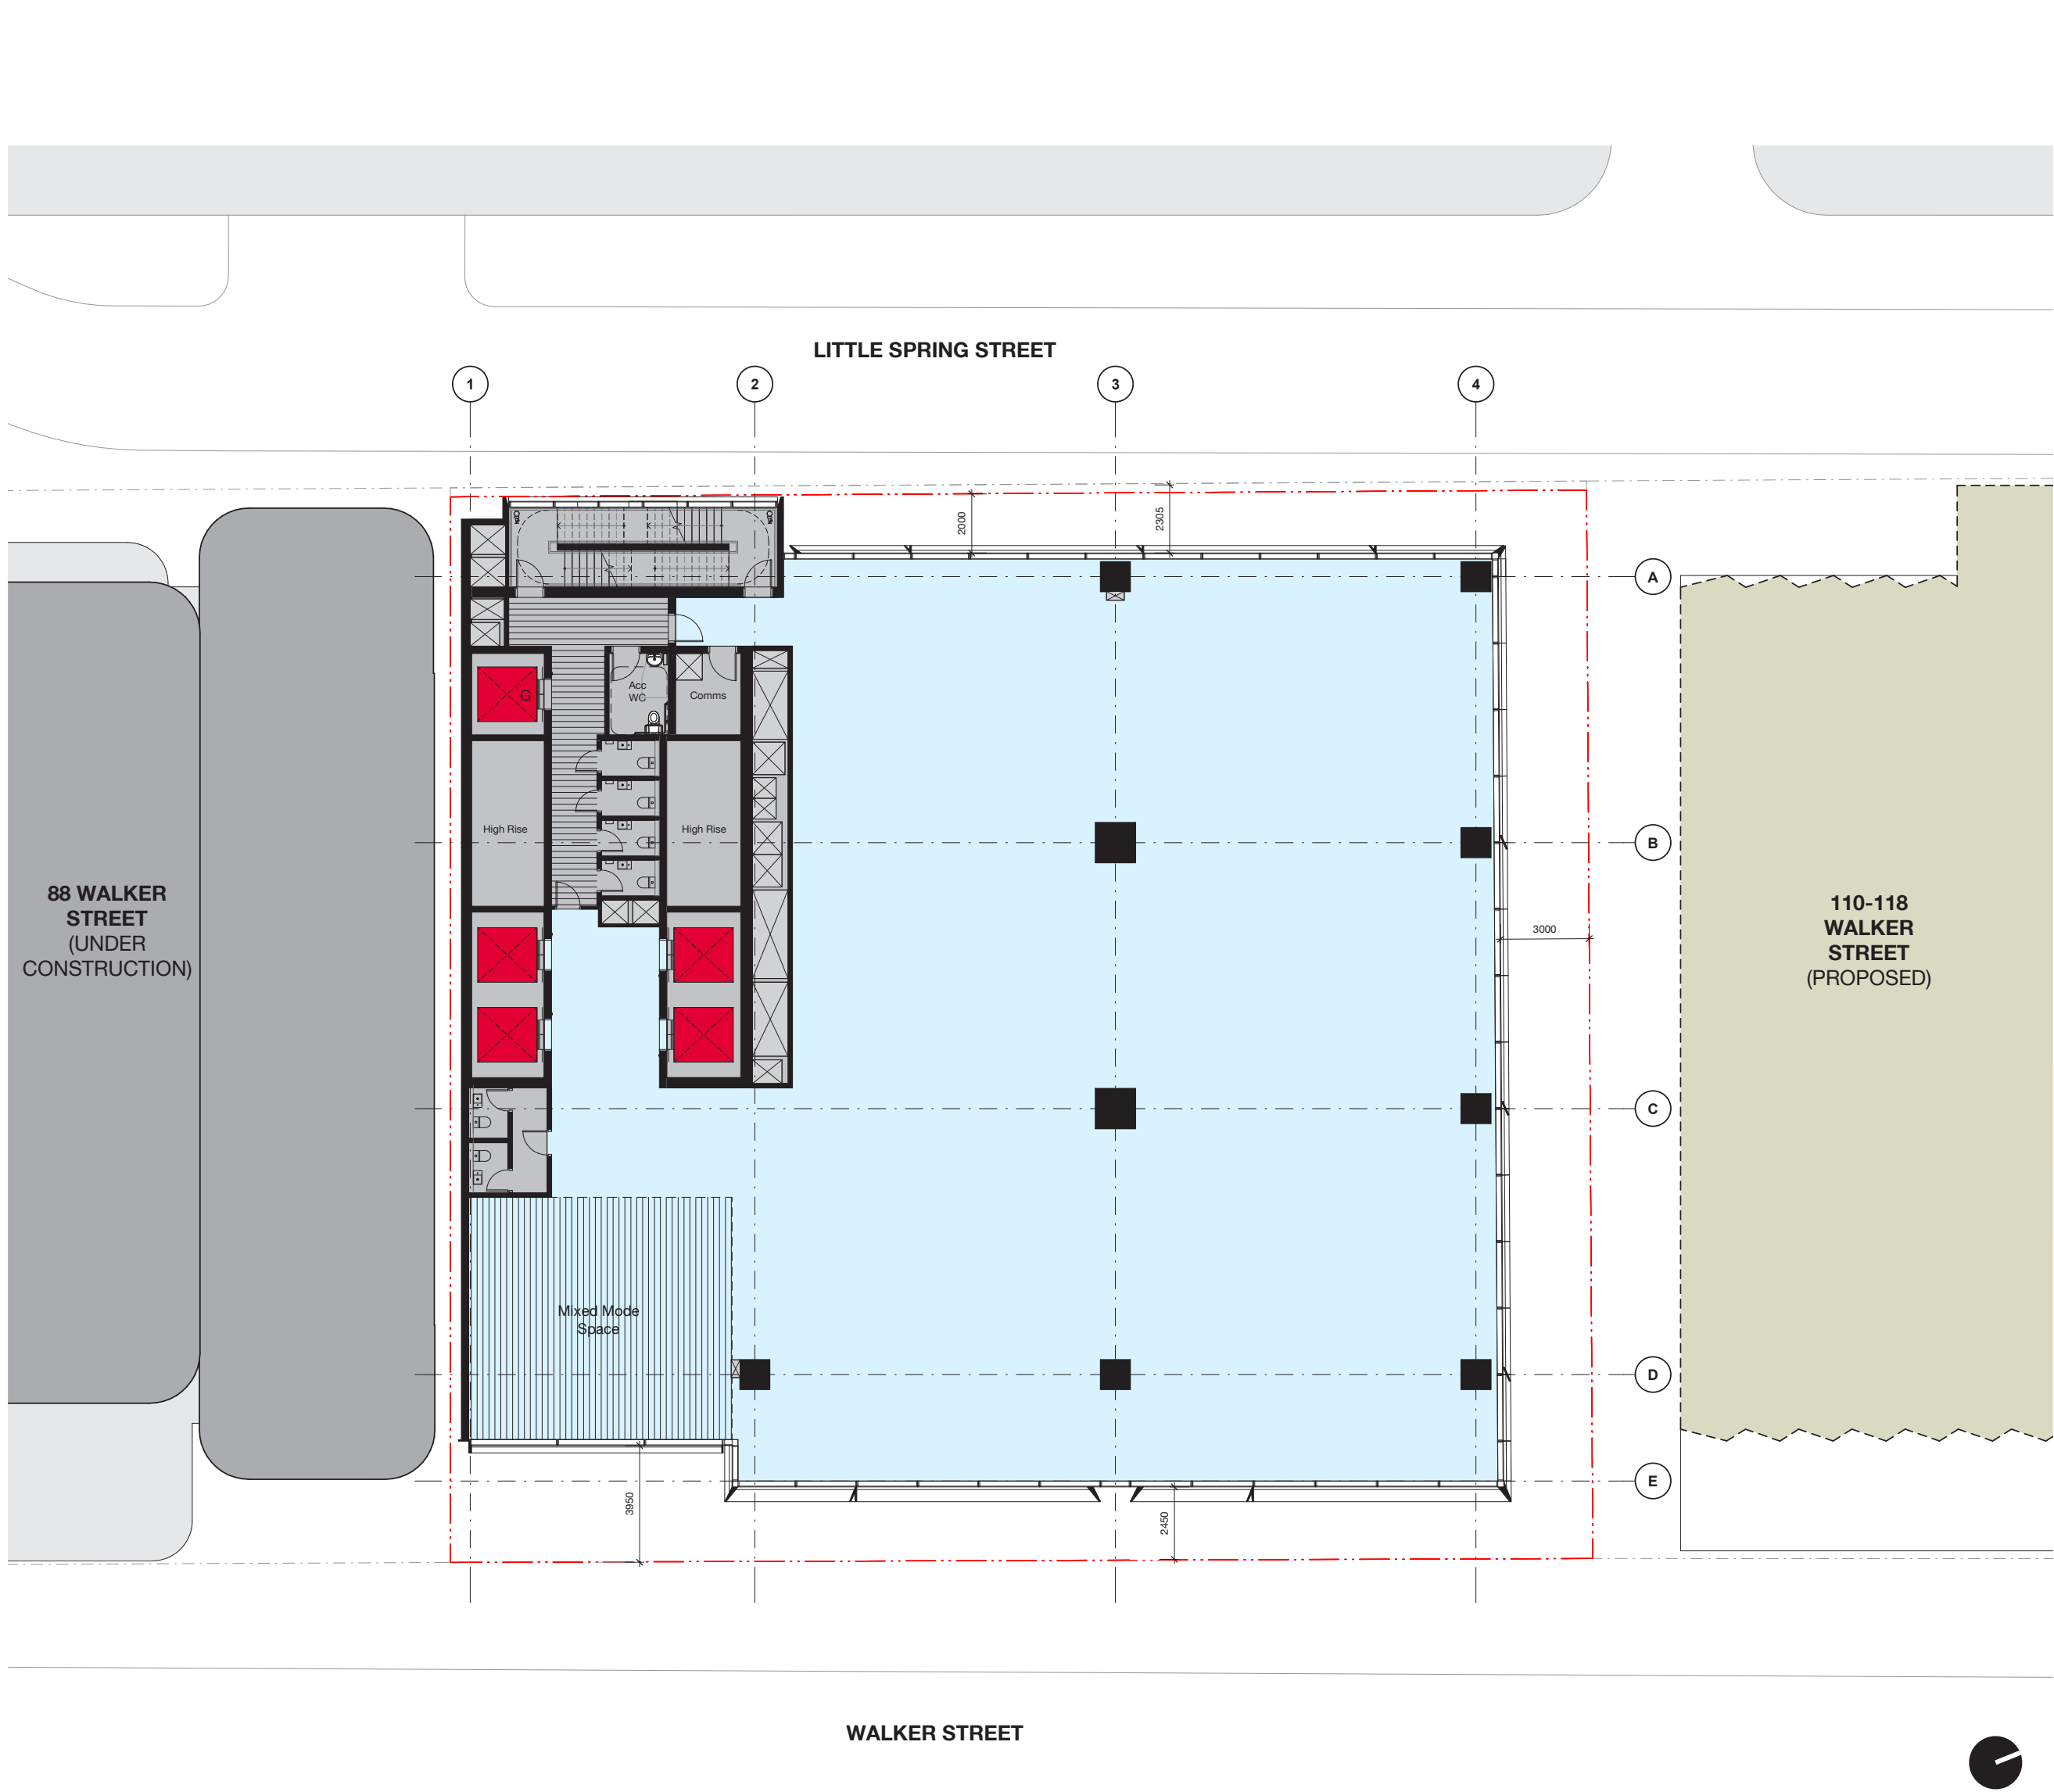 LITTLE SPRING STREET
1
2
3
4
2000
2305
A
G
Acc
WC
Comms
High Rise
High Rise
B
88 WALKER
STREET
(UNDER
CONSTRUCTION)
110-118
WALKER
STREET
(PROPOSED)
3000
C
Mixed Mode
Space
D
E
3950
2450
WALKER STREET